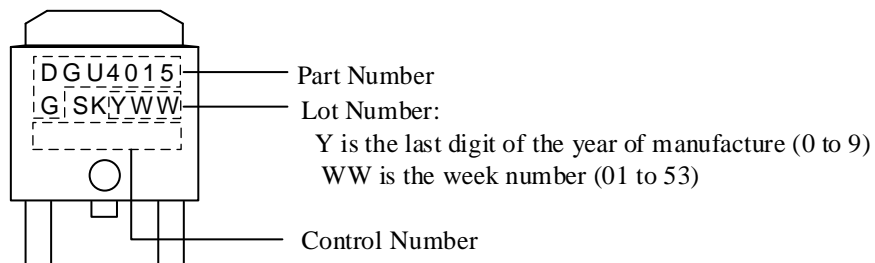 DGU4015
G SKYWW
Part Number
Lot Number:
Y is the last digit of the year of manufacture (0 to 9)
WW is the week number (01 to 53)
Control Number